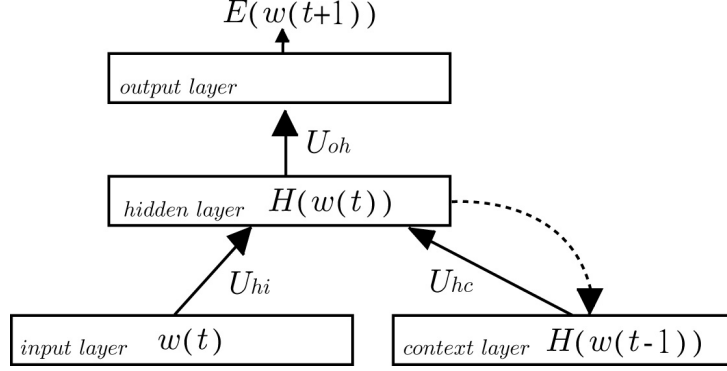 E(w(t+1))
output layer
Uoh
hidden layer H(w(t))
Uhi
Uhc
input layer w(t)
context layer H(w(t-1))